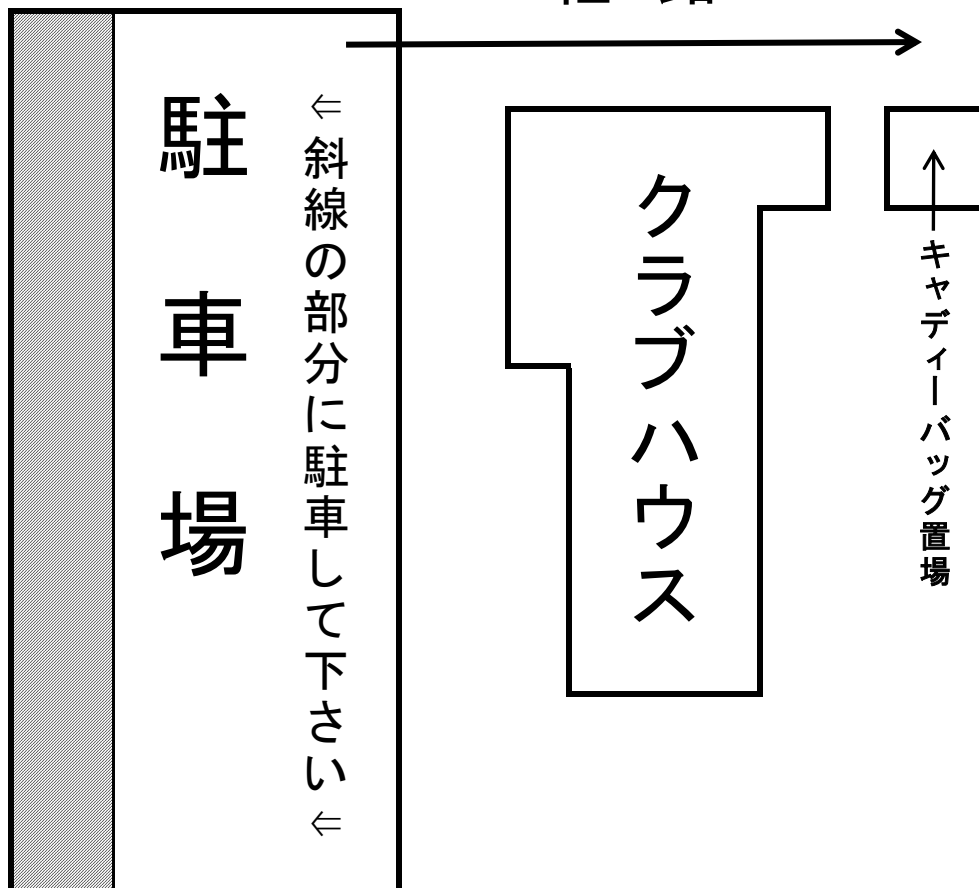 駐車場
⇐斜線の部分に駐車して下さい⇐
クラブハウス
キャディーバッグ置場